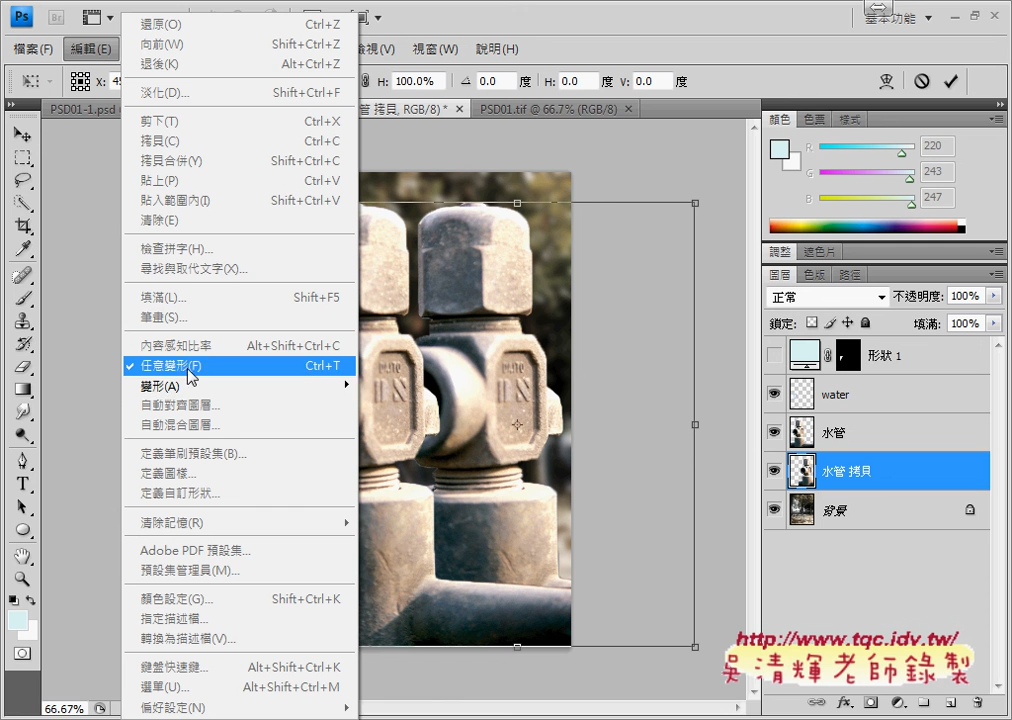 Ps
Br
基本功能
檔案(F)
編輯(E)
檢視(V)
視窗(W)
說明(H)
X:
H: 100.0%
0.0 度
H: 0.0 度
V: 0.0 度
PSD01-1.psd
管 拷貝, RGB/8) *
PSD01.tif @ 66.7% (RGB/8)
還原(O) Ctrl+Z
向前(W) Shift+Ctrl+Z
退後(K) Alt+Ctrl+Z
淡化(D)... Shift+Ctrl+F
剪下(T) Ctrl+X
拷貝(C) Ctrl+C
拷貝合併(Y) Shift+Ctrl+C
貼上(P) Ctrl+V
貼入範圍內(I) Shift+Ctrl+V
清除(E)
檢查拼字(H)...
尋找與取代文字(X)...
填滿(L)... Shift+F5
筆畫(S)...
內容感知比率 Alt+Shift+Ctrl+C
任意變形(F) Ctrl+T
變形(A)
自動對齊圖層...
自動混合圖層...
定義筆刷預設集(B)...
定義圖樣...
定義自訂形狀...
清除記憶(R)
Adobe PDF 預設集...
預設集管理員(M)...
顏色設定(G)... Shift+Ctrl+K
指定描述檔...
轉換為描述檔(V)...
鍵盤快速鍵... Alt+Shift+Ctrl+K
選單(U)... Alt+Shift+Ctrl+M
偏好設定(N)
66.67%
顏色
色票
樣式
R 220
G 243
B 247
調整
遮色片
圖層
色版
路徑
正常
不透明度: 100%
鎖定:
填滿: 100%
形狀 1
water
水管
水管 拷貝
背景
http://www.tqc.idv.tw/
吳清輝老師錄製